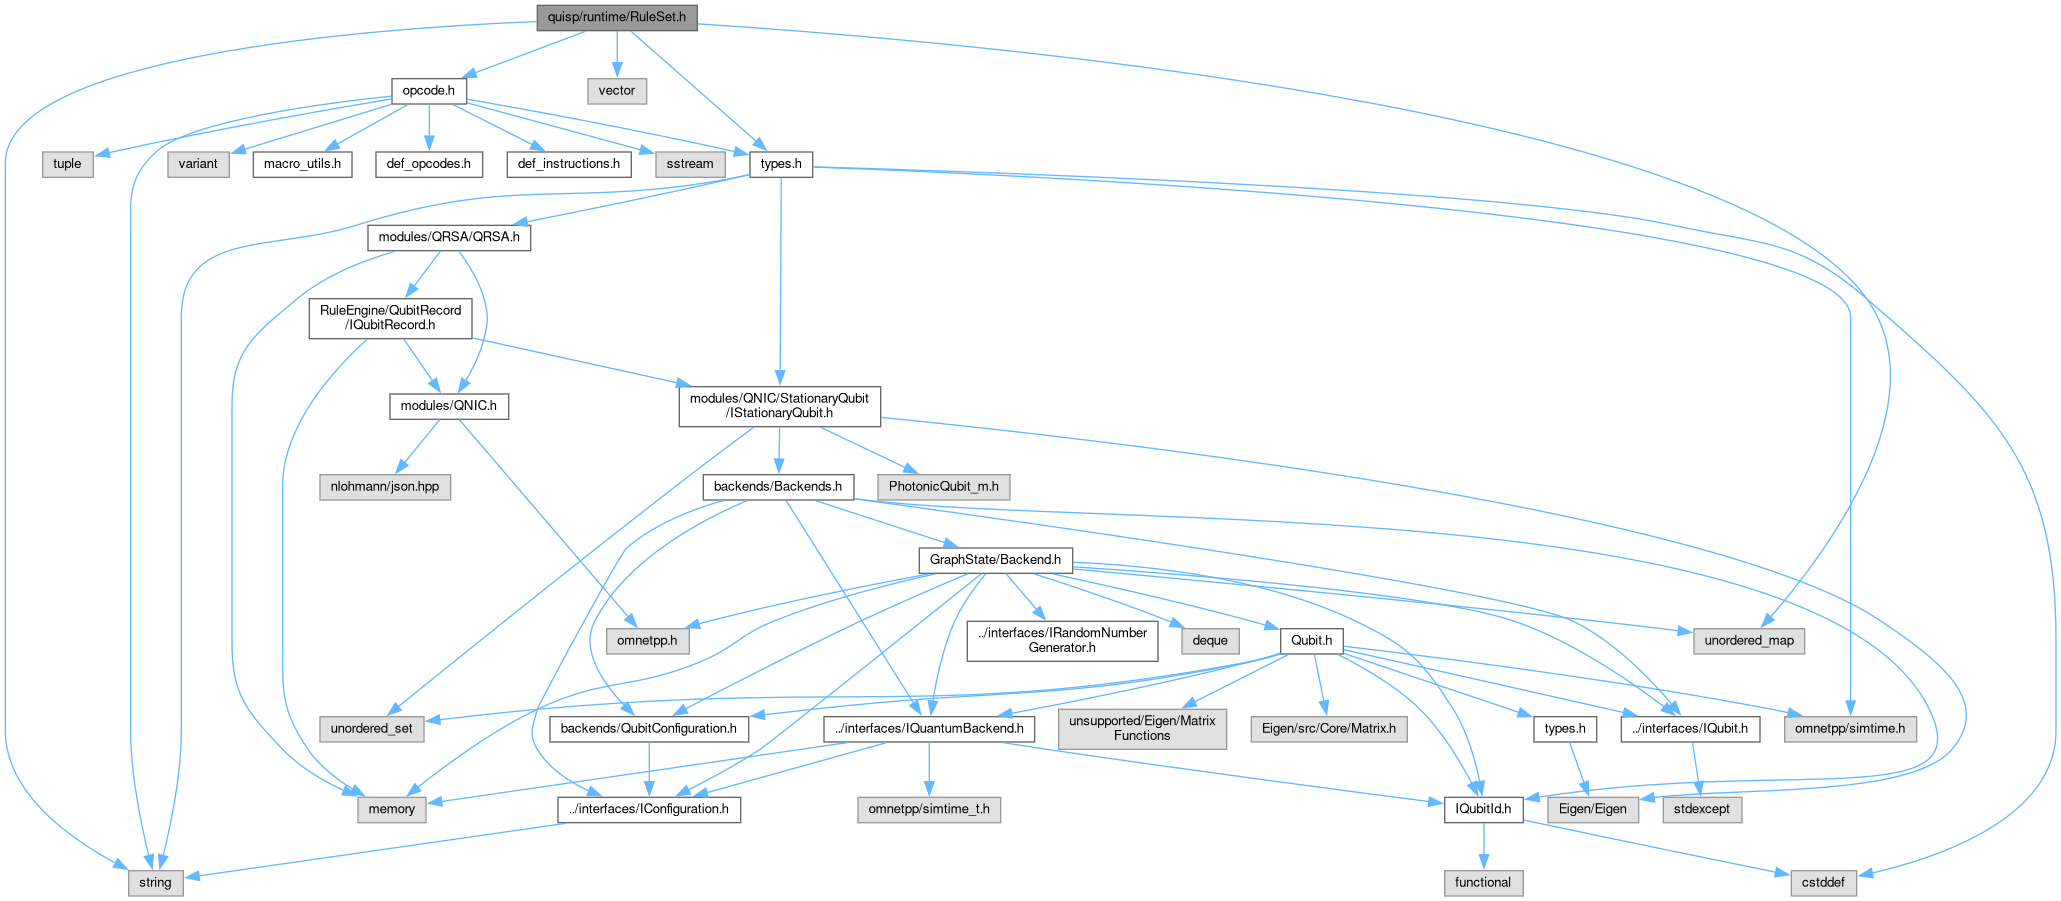 quisp/runtime/RuleSet.h
opcode.h
vector
tuple
variant
macro_utils.h
def_opcodes.h
def_instructions.h
sstream
types.h
modules/QRSA/QRSA.h
RuleEngine/QubitRecord
/IQubitRecord.h
modules/QNIC.h
modules/QNIC/StationaryQubit
/IStationaryQubit.h
nlohmann/json.hpp
backends/Backends.h
PhotonicQubit_m.h
GraphState/Backend.h
omnetpp.h
../interfaces/IRandomNumber
Generator.h
deque
Qubit.h
unordered_map
unordered_set
backends/QubitConfiguration.h
../interfaces/IQuantumBackend.h
unsupported/Eigen/Matrix
Functions
Eigen/src/Core/Matrix.h
types.h
../interfaces/IQubit.h
omnetpp/simtime.h
memory
../interfaces/IConfiguration.h
omnetpp/simtime_t.h
IQubitId.h
Eigen/Eigen
stdexcept
string
functional
cstddef